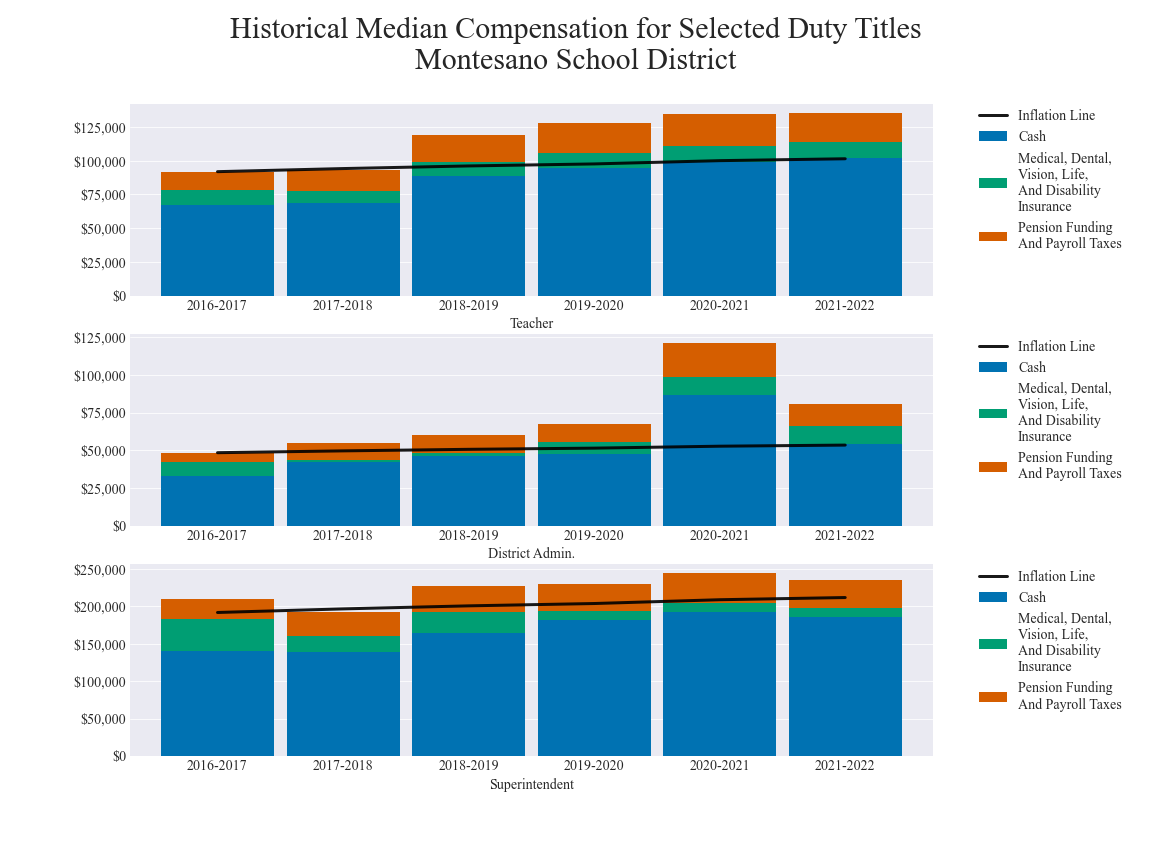 Historical Median Compensation for Selected Duty Titles
Montesano School District
$125,000
$100,000
$75,000
$50,000
$25,000
$0
2016-2017 2017-2018 2018-2019 2019-2020 2020-2021 2021-2022
Teacher
Inflation Line
Cash
Medical, Dental,
Vision, Life,
And Disability
Insurance
Pension Funding
And Payroll Taxes
$125,000
$100,000
$75,000
$50,000
$25,000
$0
2016-2017 2017-2018 2018-2019 2019-2020 2020-2021 2021-2022
District Admin.
Inflation Line
Cash
Medical, Dental,
Vision, Life,
And Disability
Insurance
Pension Funding
And Payroll Taxes
$250,000
$200,000
$150,000
$100,000
$50,000
$0
2016-2017 2017-2018 2018-2019 2019-2020 2020-2021 2021-2022
Superintendent
Inflation Line
Cash
Medical, Dental,
Vision, Life,
And Disability
Insurance
Pension Funding
And Payroll Taxes